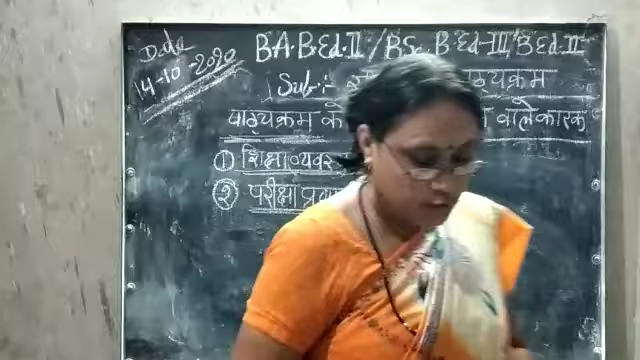 Date
14-10-2020
BA.B.Ed.II / BSc. B.Ed-III, B.Ed.II
Sub:- पाठ्यक्रम
पाठ्यक्रम को वाले कारक
① शिक्षा व्यवस
② परीक्षा प्र